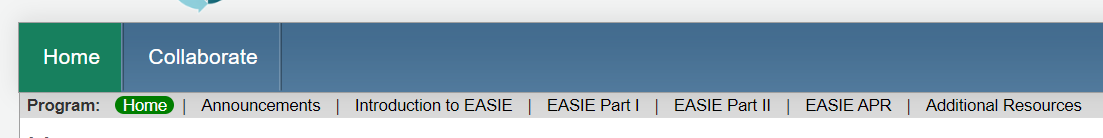 Home Collaborate
Program: Home | Announcements | Introduction to EASIE | EASIE Part I | EASIE Part II | EASIE APR | Additional Resources